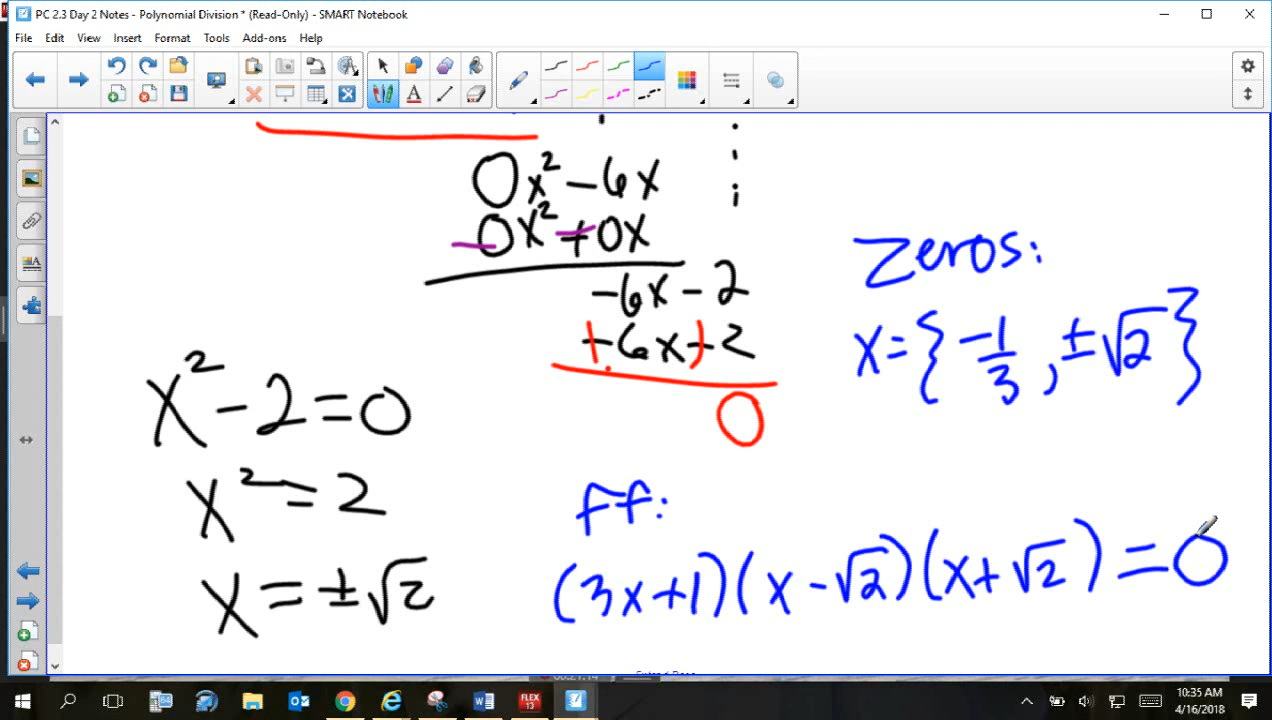 PC 2.3 Day 2 Notes - Polynomial Division * (Read-Only) - SMART Notebook
File Edit View Insert Format Tools Add-ons Help
0x² - 6x
-0x² + 0x
-6x - 2
+6x + 2
0
x² - 2 = 0
x² = 2
x = ±√2
Zeros:
x = { -1/3 , ±√2 }
ff:
(3x+1)(x-√2)(x+√2) = 0
FLEX
13
10:35 AM
4/16/2018